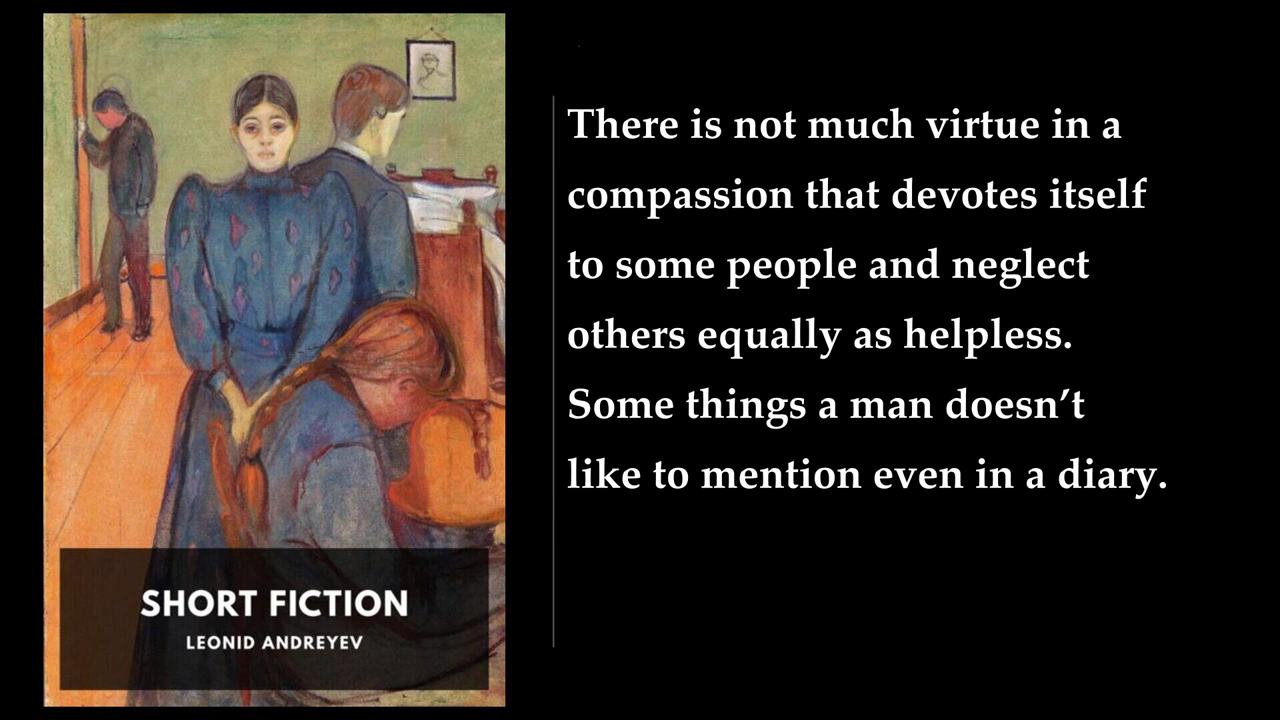 There is not much virtue in a
compassion that devotes itself
to some people and neglect
others equally as helpless.
Some things a man doesn’t
like to mention even in a diary.
SHORT FICTION
LEONID ANDREYEV